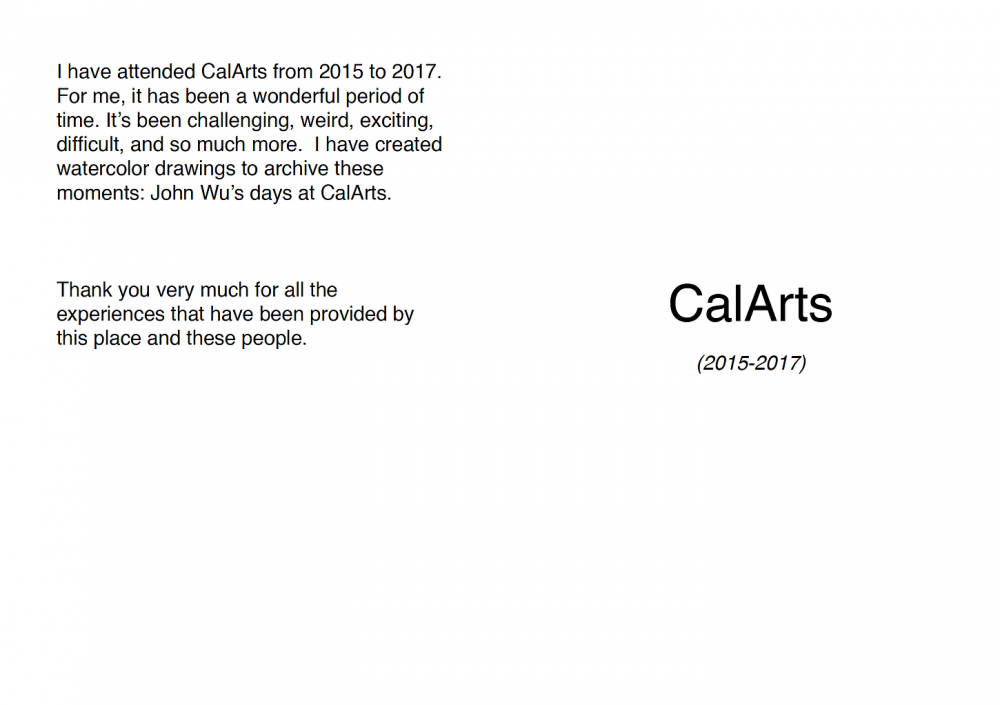 I have attended CalArts from 2015 to 2017.
For me, it has been a wonderful period of
time. It’s been challenging, weird, exciting,
difficult, and so much more.  I have created
watercolor drawings to archive these
moments: John Wu’s days at CalArts.
Thank you very much for all the
experiences that have been provided by
this place and these people.
CalArts
(2015-2017)